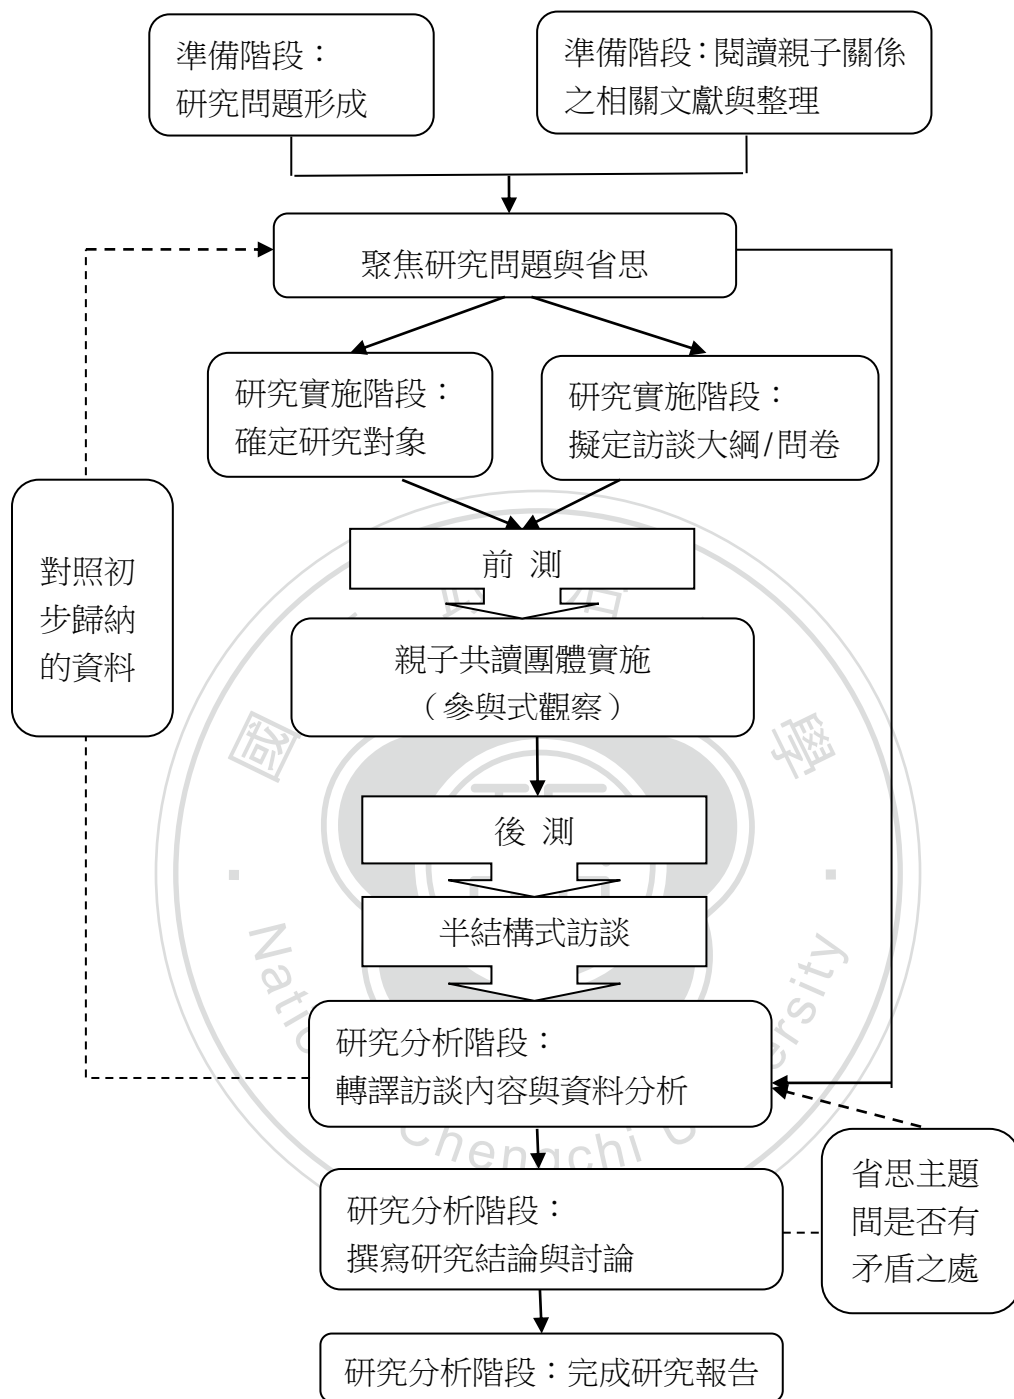 準備階段：
研究問題形成
準備階段：閱讀親子關係
之相關文獻與整理
聚焦研究問題與省思
研究實施階段：
確定研究對象
研究實施階段：
擬定訪談大綱/問卷
對照初
步歸納
的資料
前 測
親子共讀團體實施
（參與式觀察）
後 測
半結構式訪談
研究分析階段：
轉譯訪談內容與資料分析
研究分析階段：
撰寫研究結論與討論
省思主題
間是否有
矛盾之處
研究分析階段：完成研究報告
國
學
Chengchi U